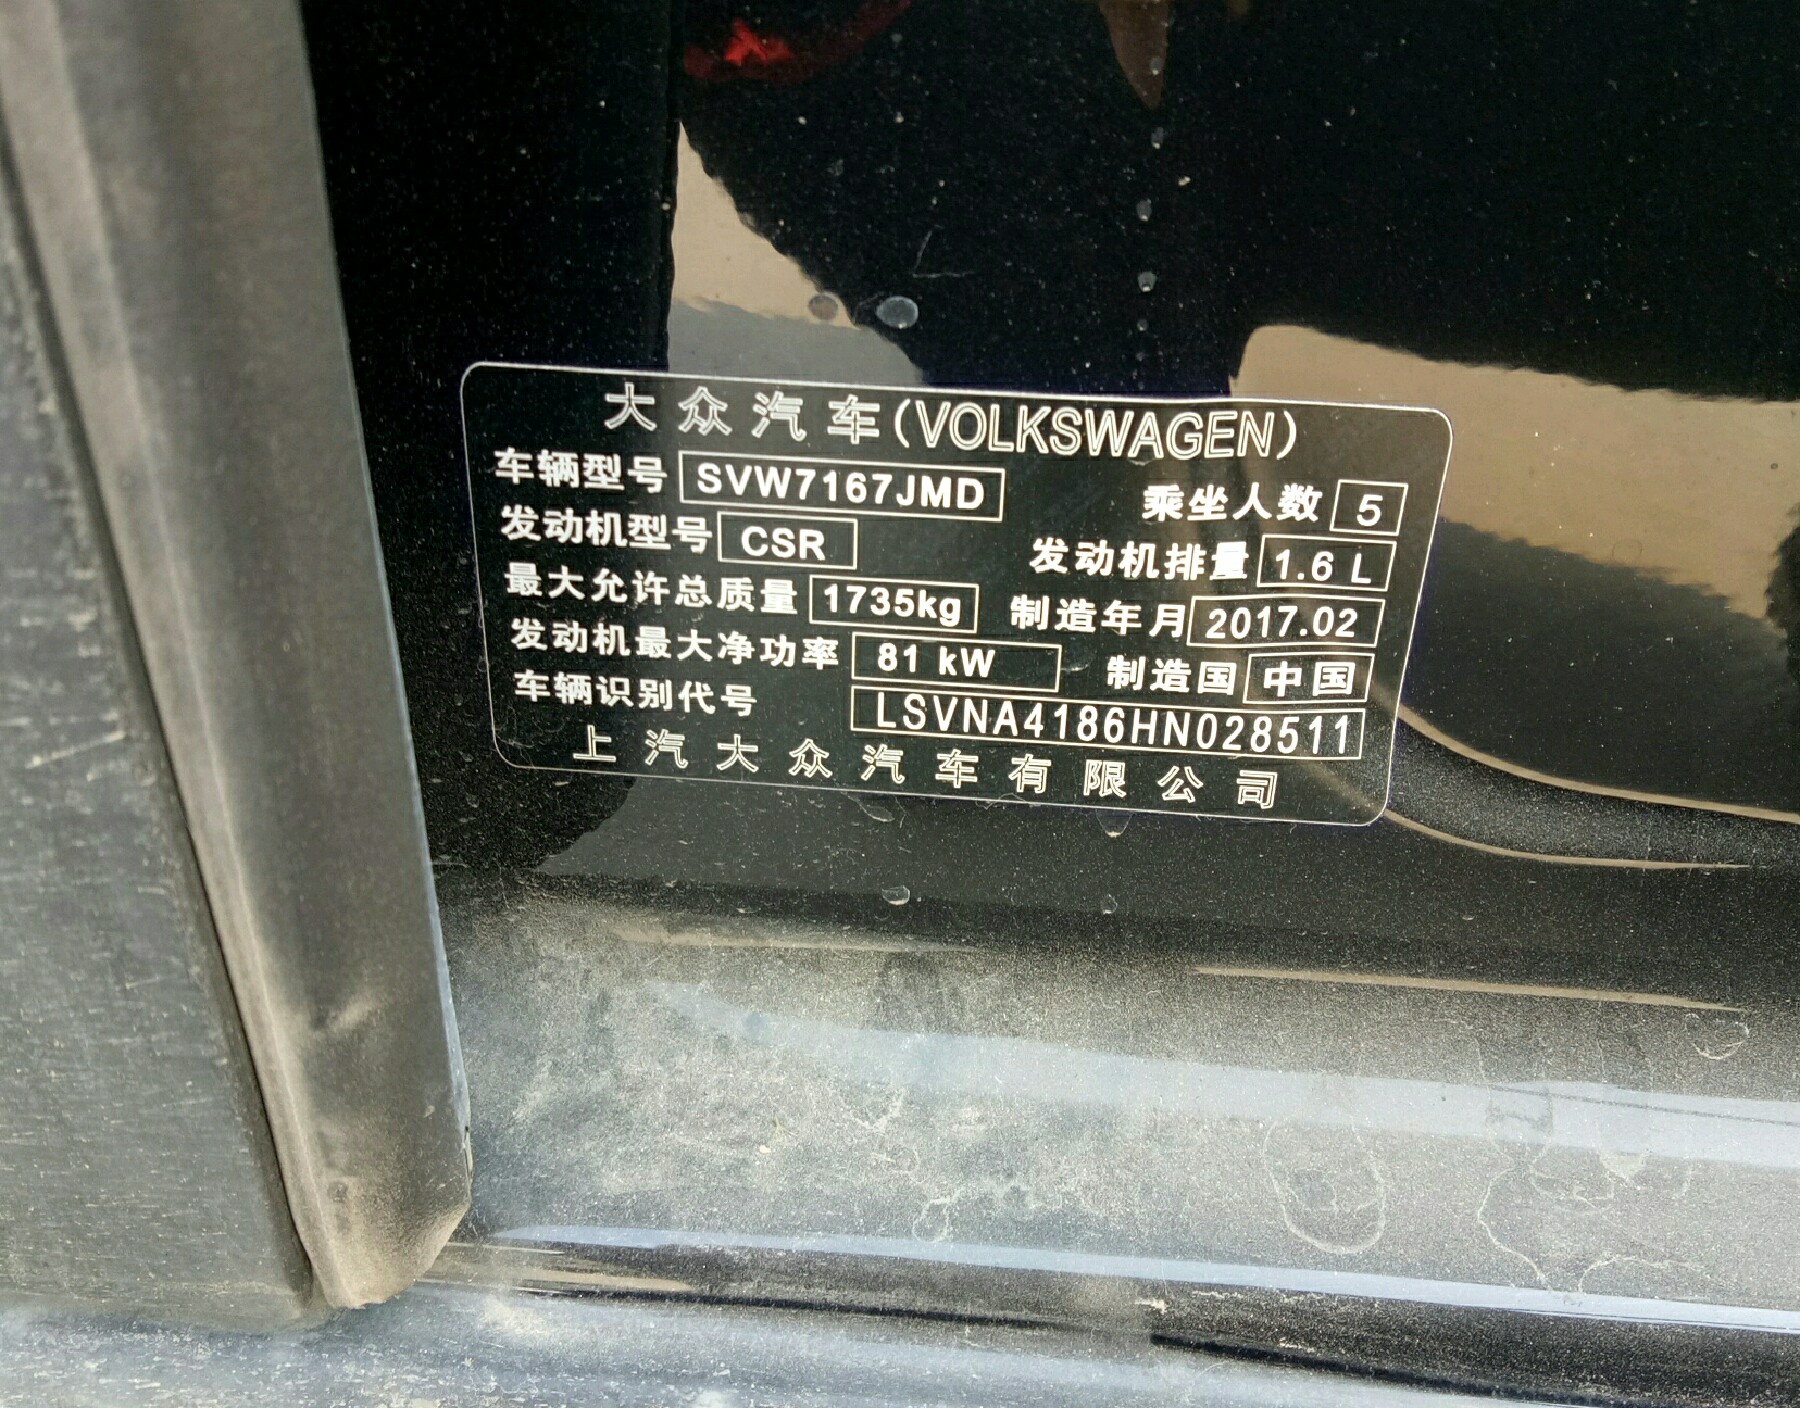 大众汽车(VOLKSWAGEN)
车辆型号 SVW7167JMD 乘坐人数 5
发动机型号 CSR 发动机排量 1.6 L
最大允许总质量 1735kg 制造年月 2017.02
发动机最大净功率 81 kW 制造国 中国
车辆识别代号 LSVNA4186HN028511
上汽大众汽车有限公司